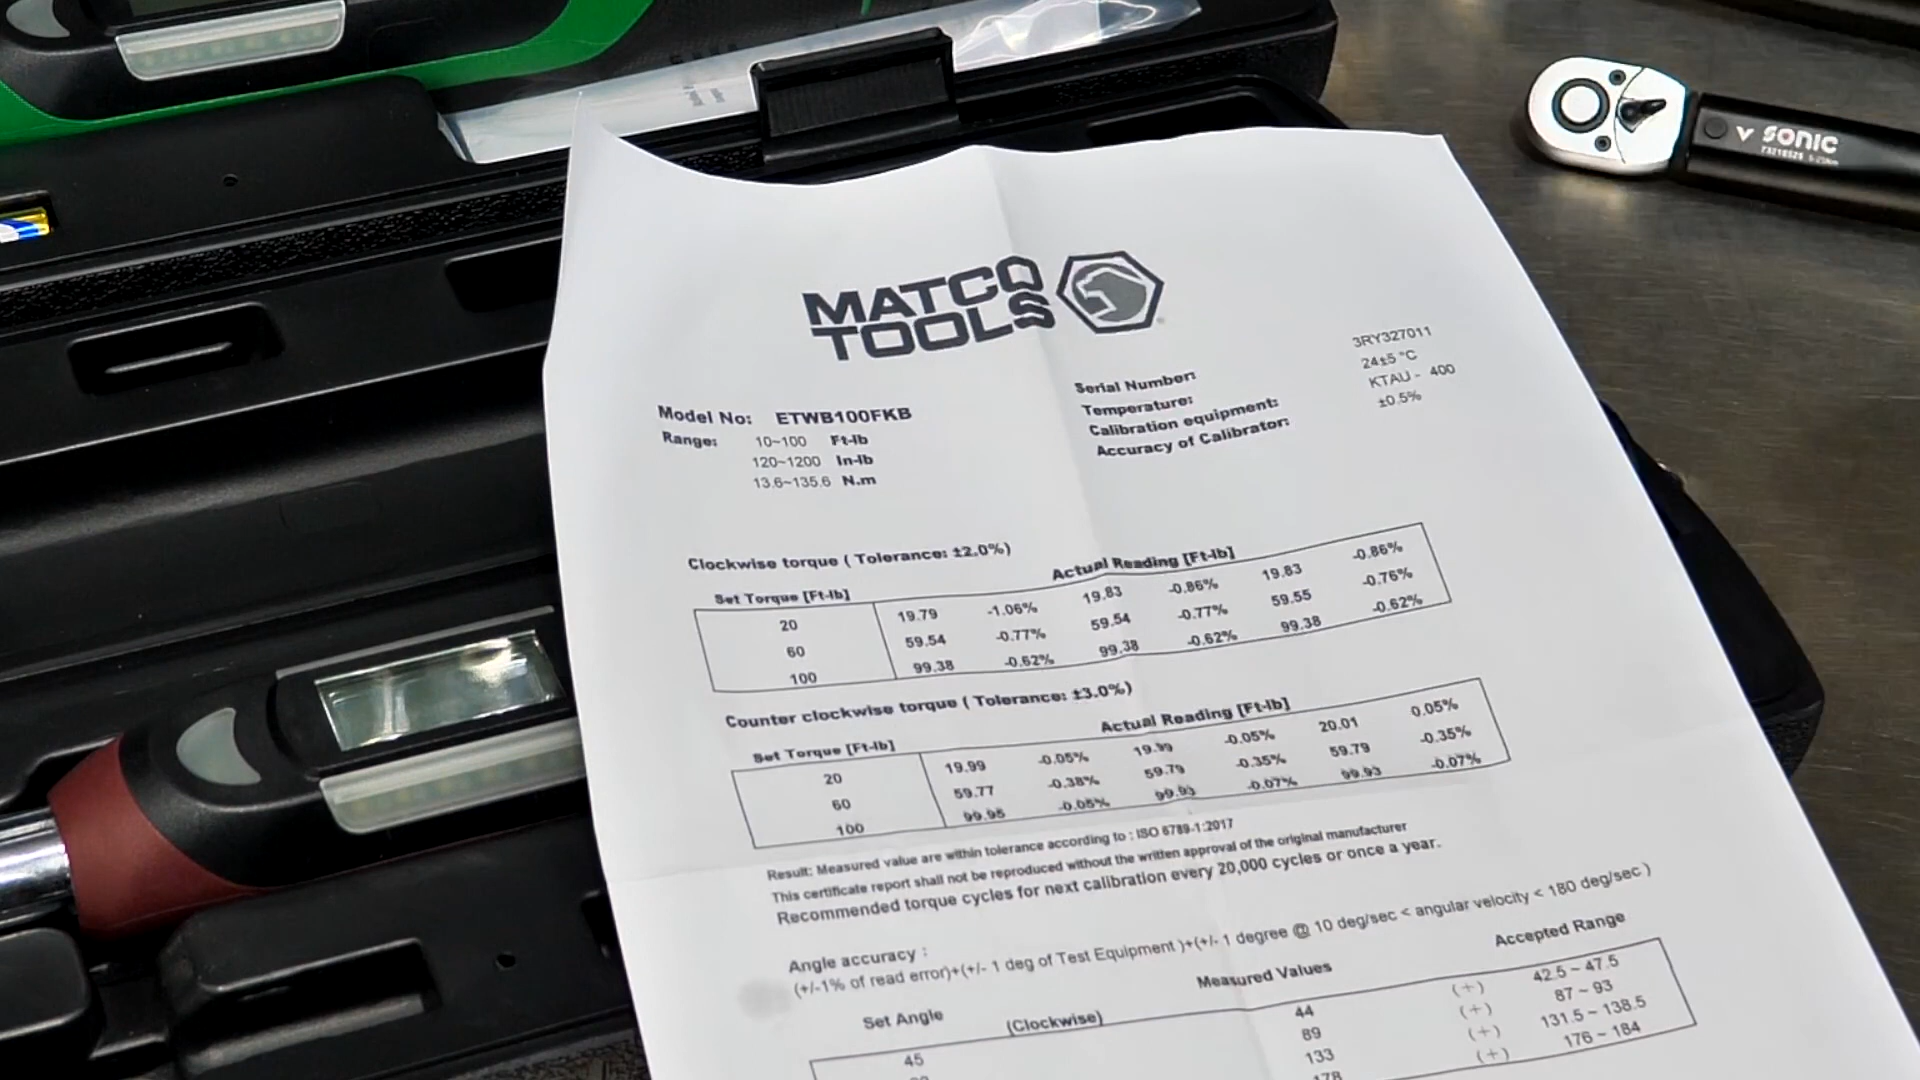 MATCO
TOOLS
V SONIC
Model No: ETWB100FKB
Range: 10~100 Ft-lb
120~1200 In-lb
13.6~135.6 N.m
Serial Number: 3RY327011
Temperature: 24±5 °C
Calibration equipment: KTAU - 400
Accuracy of Calibrator: ±0.5%
Clockwise torque ( Tolerance: ±2.0%)
Set Torque [Ft-lb] Actual Reading [Ft-lb]
20 19.79 -1.06% 19.83 -0.86% 19.83 -0.86%
60 59.54 -0.77% 59.54 -0.77% 59.55 -0.76%
100 99.38 -0.62% 99.38 -0.62% 99.38 -0.62%
Counter clockwise torque ( Tolerance: ±3.0%)
Set Torque [Ft-lb] Actual Reading [Ft-lb]
20 19.99 -0.05% 19.99 -0.05% 20.01 0.05%
60 59.77 -0.38% 59.79 -0.35% 59.79 -0.35%
100 99.95 -0.05% 99.93 -0.07% 99.93 -0.07%
Result: Measured value are within tolerance according to : ISO 6789-1:2017
This certificate report shall not be reproduced without the written approval of the original manufacturer
Recommended torque cycles for next calibration every 20,000 cycles or once a year.
Angle accuracy :
(+/-1% of read error)+(+/- 1 deg of Test Equipment )+(+/- 1 degree @ 10 deg/sec < angular velocity < 180 deg/sec )
Set Angle (Clockwise) Measured Values Accepted Range
45 44 (+) 42.5 ~ 47.5
89 (+) 87 ~ 93
133 (+) 131.5 ~ 138.5
178 (+) 176 ~ 184